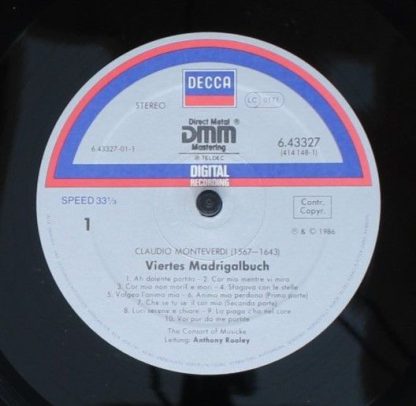 DECCA
STEREO
LC 0171
Direct Metal ®
DMM
Mastering
6.43327-01-1
6.43327
(414 148-1)
℗ TELDEC
DIGITAL
RECORDING
SPEED 33⅓
Contr.
Copyr.
1
℗ & © 1986
CLAUDIO MONTEVERDI (1567—1643)
Viertes Madrigalbuch
1. Ah dolente partita – 2. Cor mio mentre vi miro
3. Cor mio non mori! e mori – 4. Sfogava con le stelle
5. Volgea l'anima mia – 6. Anima mia perdona (Prima parte)
7. Che se tu se' il cor mio (Seconda parte)
8. Luci serene e chiare – 9. La piaga c'ho nel core
10. Voi pur da me partite
The Consort of Musicke
Leitung: Anthony Rooley